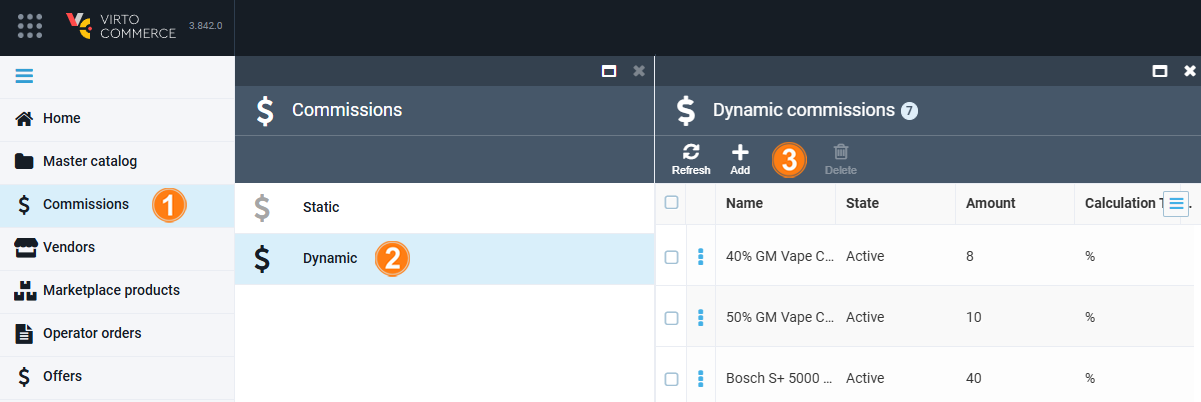 VIRTO
COMMERCE
3.842.0
Home
Master catalog
Commissions
1
Vendors
Marketplace products
Operator orders
Offers
Commissions
Static
Dynamic
2
Dynamic commissions 7
Refresh
Add
3
Delete
Name State Amount Calculation T...
40% GM Vape C... Active 8 %
50% GM Vape C... Active 10 %
Bosch S+ 5000 ... Active 40 %